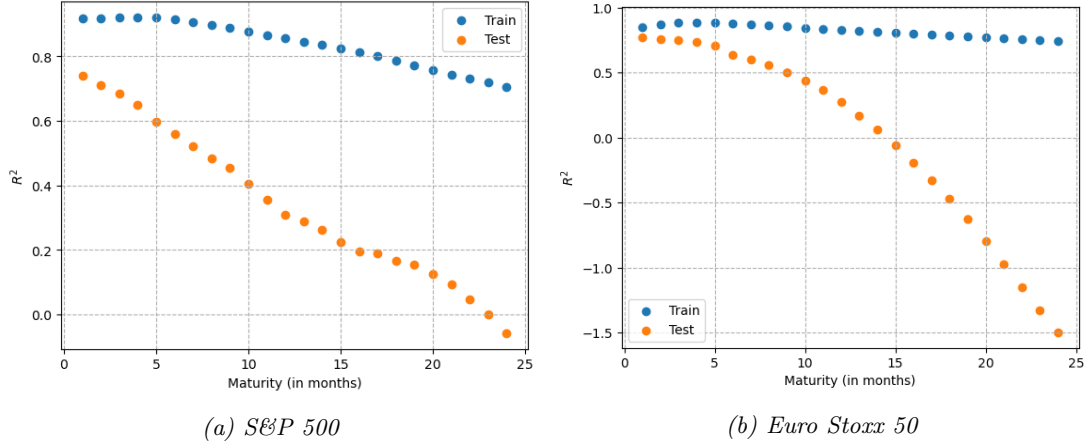 Train
Test
0.8
0.6
0.4
0.2
0.0
R²
0
5
10
15
20
25
Maturity (in months)
(a) S&P 500
1.0
0.5
0.0
−0.5
−1.0
−1.5
R²
Train
Test
0
5
10
15
20
25
Maturity (in months)
(b) Euro Stoxx 50